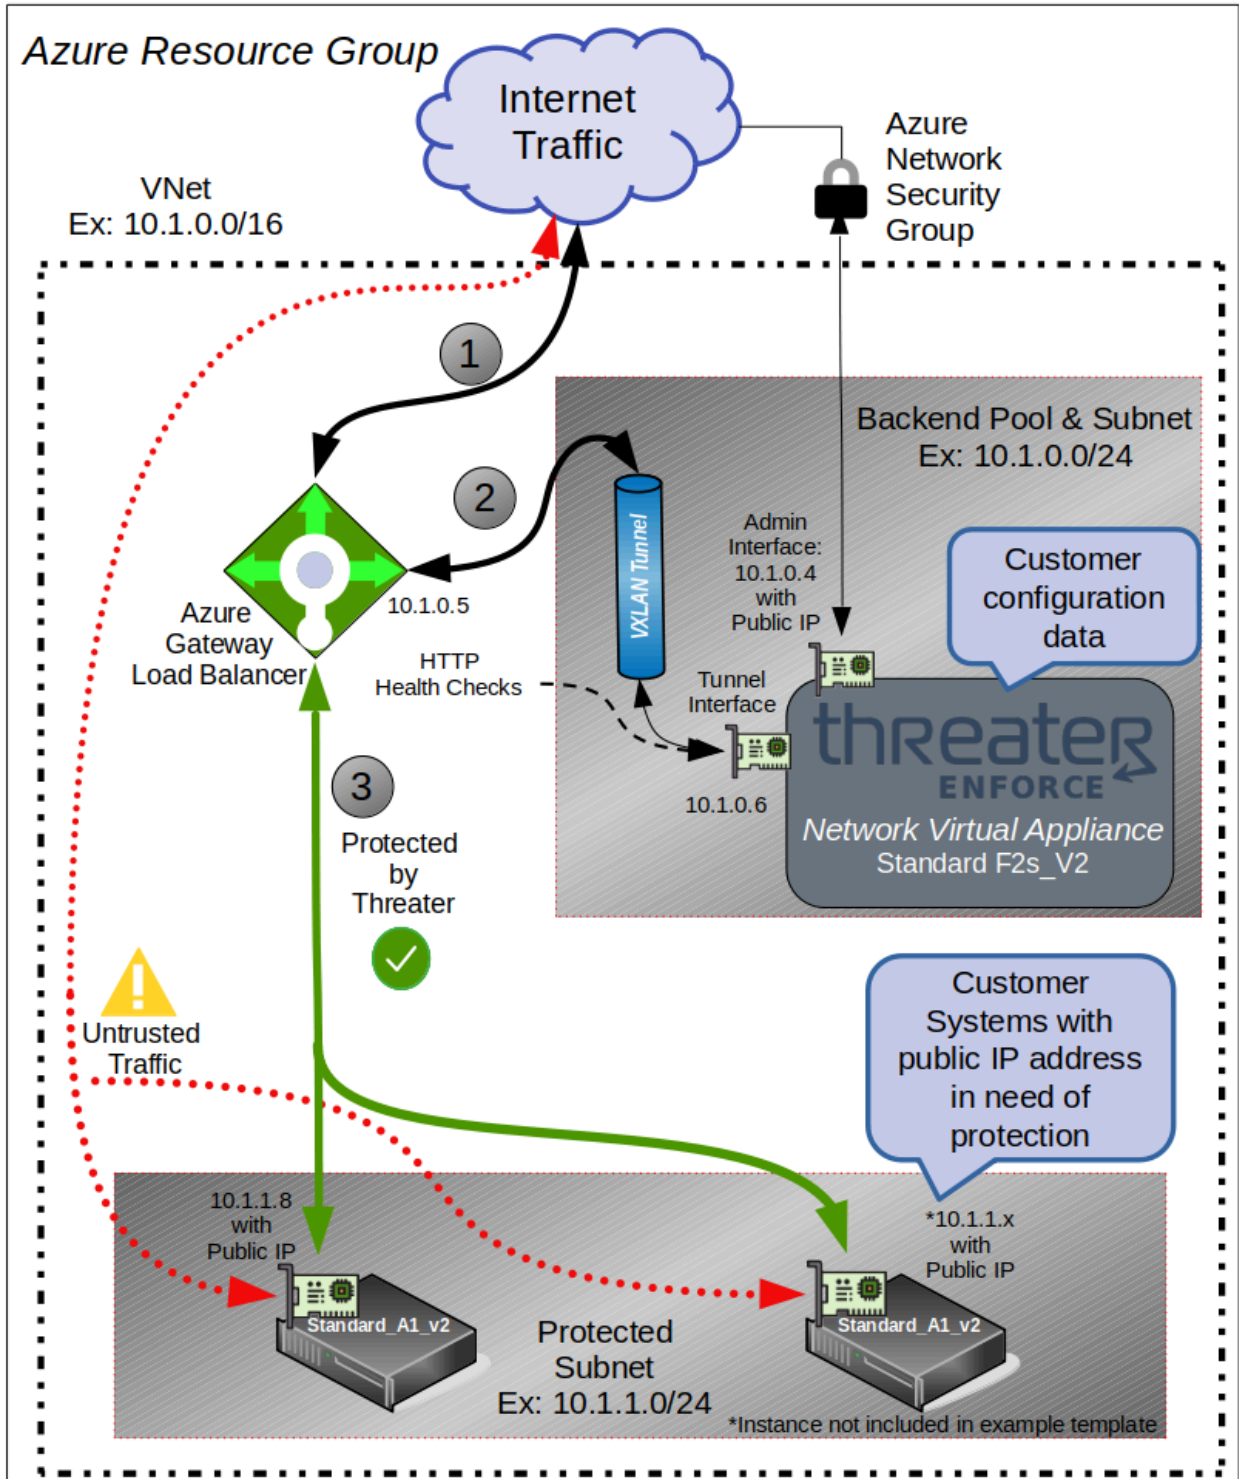 Azure Resource Group
Internet
Traffic
Azure
Network
Security
Group
VNet
Ex: 10.1.0.0/16
1
Backend Pool & Subnet
Ex: 10.1.0.0/24
2
VXLAN Tunnel
Admin
Interface:
10.1.0.4
with
Public IP
Customer
configuration
data
10.1.0.5
Azure
Gateway
Load Balancer
HTTP
Health Checks
Tunnel
Interface
10.1.0.6
threater
ENFORCE
Network Virtual Appliance
Standard F2s_V2
3
Protected
by
Threater
Untrusted
Traffic
Customer
Systems with
public IP address
in need of
protection
10.1.1.8
with
Public IP
*10.1.1.x
with
Public IP
Standard_A1_v2
Standard_A1_v2
Protected
Subnet
Ex: 10.1.1.0/24
*Instance not included in example template